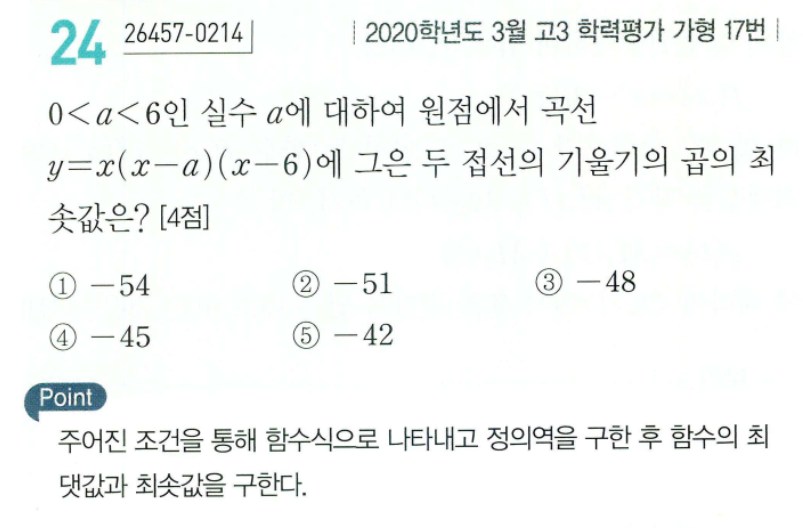 24 26457-0214 2020학년도 3월 고3 학력평가 가형 17번
0<a<6인 실수 a에 대하여 원점에서 곡선
y=x(x-a)(x-6)에 그은 두 접선의 기울기의 곱의 최
솟값은? [4점]
① -54 ② -51 ③ -48
④ -45 ⑤ -42
Point
주어진 조건을 통해 함수식으로 나타내고 정의역을 구한 후 함수의 최
댓값과 최솟값을 구한다.